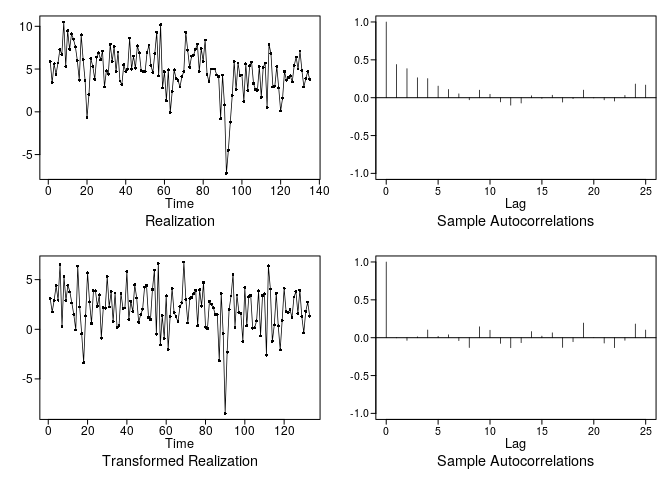 10
5
0
-5
0 20 40 60 80 100 120 140
Time
Realization
1.0
0.5
0.0
-0.5
-1.0
0 5 10 15 20 25
Lag
Sample Autocorrelations
5
0
-5
0 20 40 60 80 100 120
Time
Transformed Realization
1.0
0.5
0.0
-0.5
-1.0
0 5 10 15 20 25
Lag
Sample Autocorrelations